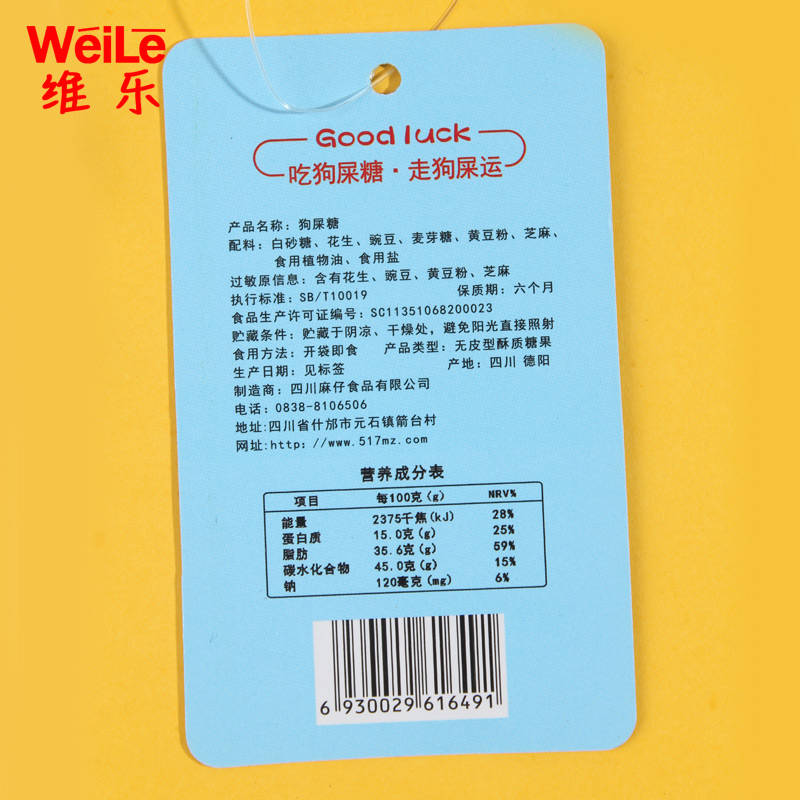 WeiLe
维乐
Good luck
吃狗屎糖·走狗屎运
产品名称：狗屎糖
配料：白砂糖、花生、豌豆、麦芽糖、黄豆粉、芝麻、
食用植物油、食用盐
过敏原信息：含有花生、豌豆、黄豆粉、芝麻
执行标准：SB/T10019 保质期：六个月
食品生产许可证编号：SC11351068200023
贮藏条件：贮藏于阴凉、干燥处，避免阳光直接照射
食用方法：开袋即食 产品类型：无皮型酥质糖果
生产日期：见标签 产地：四川 德阳
制造商：四川麻仔食品有限公司
电话：0838-8106506
地址:四川省什邡市元石镇箭台村
网址:http://www.517mz.com
营养成分表
项目 每100克(g) NRV%
能量 2375千焦(kJ) 28%
蛋白质 15.0克(g) 25%
脂肪 35.6克(g) 59%
碳水化合物 45.0克(g) 15%
钠 120毫克(mg) 6%
6 930029 616491